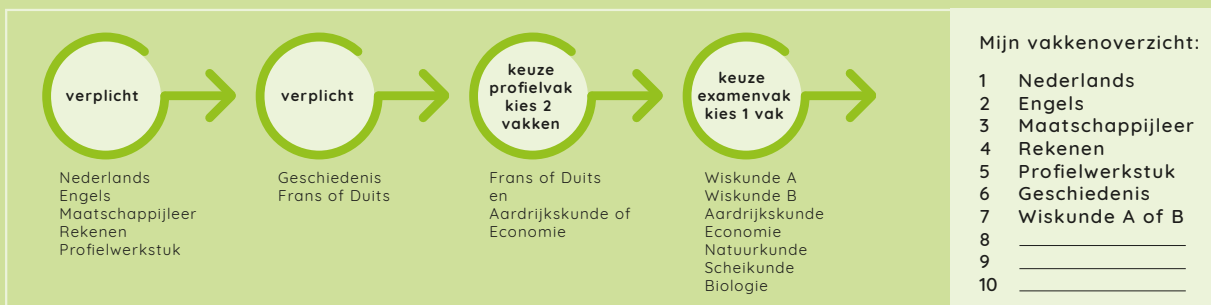 verplicht
Nederlands
Engels
Maatschappijleer
Rekenen
Profielwerkstuk
verplicht
Geschiedenis
Frans of Duits
keuze
profielvak
kies 2
vakken
Frans of Duits
en
Aardrijkskunde of
Economie
keuze
examenvak
kies 1 vak
Wiskunde A
Wiskunde B
Aardrijkskunde
Economie
Natuurkunde
Scheikunde
Biologie
Mijn vakkenoverzicht:
1 Nederlands
2 Engels
3 Maatschappijleer
4 Rekenen
5 Profielwerkstuk
6 Geschiedenis
7 Wiskunde A of B
8
9
10